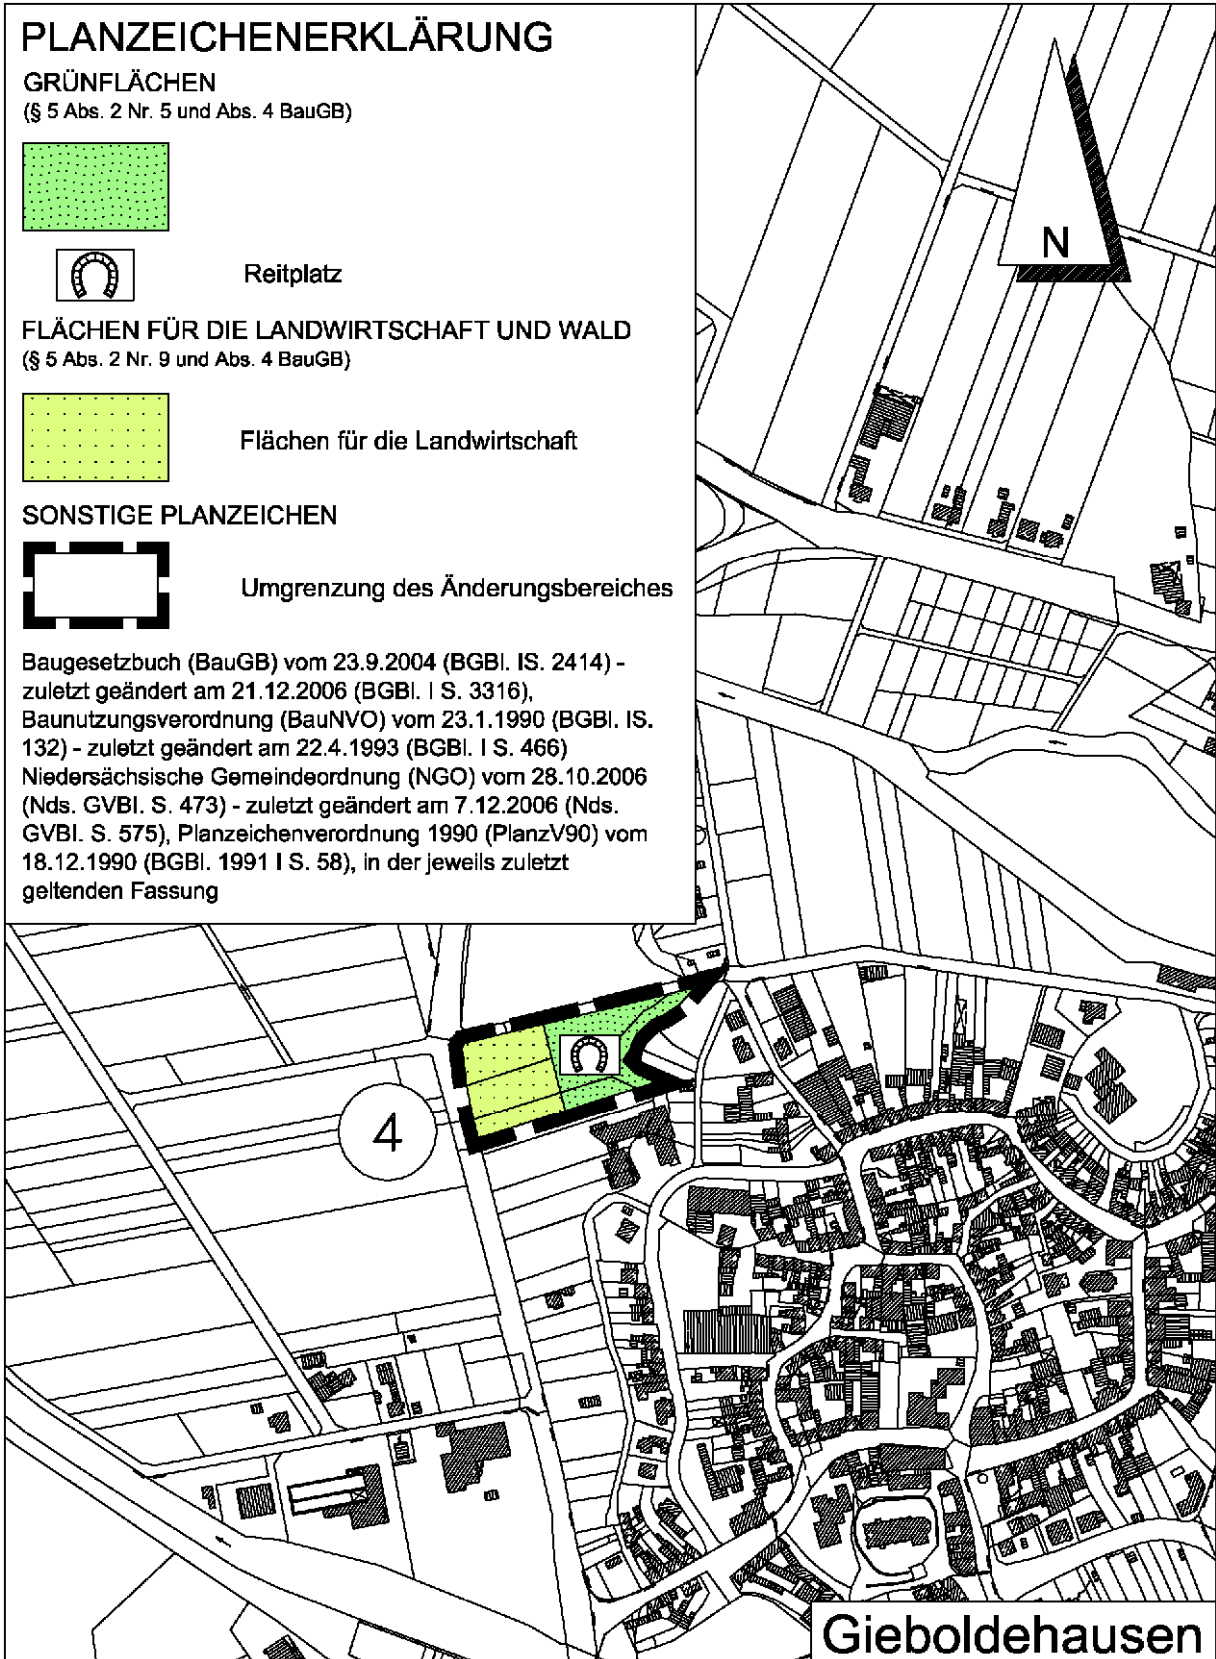 PLANZEICHENERKLÄRUNG
GRÜNFLÄCHEN
(§ 5 Abs. 2 Nr. 5 und Abs. 4 BauGB)
Reitplatz
FLÄCHEN FÜR DIE LANDWIRTSCHAFT UND WALD
(§ 5 Abs. 2 Nr. 9 und Abs. 4 BauGB)
Flächen für die Landwirtschaft
SONSTIGE PLANZEICHEN
Umgrenzung des Änderungsbereiches
Baugesetzbuch (BauGB) vom 23.9.2004 (BGBl. IS. 2414) -
zuletzt geändert am 21.12.2006 (BGBl. I S. 3316),
Baunutzungsverordnung (BauNVO) vom 23.1.1990 (BGBl. IS.
132) - zuletzt geändert am 22.4.1993 (BGBl. I S. 466)
Niedersächsische Gemeindeordnung (NGO) vom 28.10.2006
(Nds. GVBl. S. 473) - zuletzt geändert am 7.12.2006 (Nds.
GVBl. S. 575), Planzeichenverordnung 1990 (PlanzV90) vom
18.12.1990 (BGBl. 1991 I S. 58), in der jeweils zuletzt
geltenden Fassung
N
4
Gieboldehausen